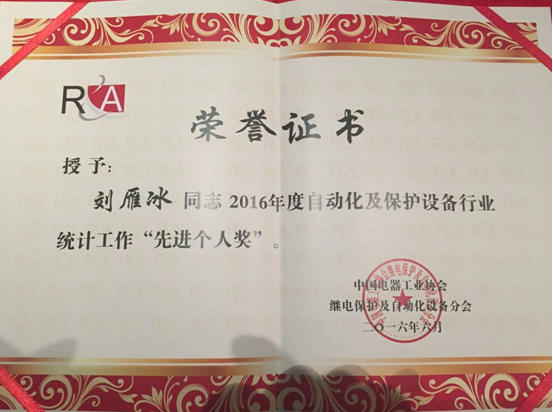 RA
荣誉证书
授予：
刘雁冰 同志 2016年度自动化及保护设备行业
统计工作“先进个人奖”。
中国电器工业协会
继电保护及自动化设备分会
二〇一六年六月